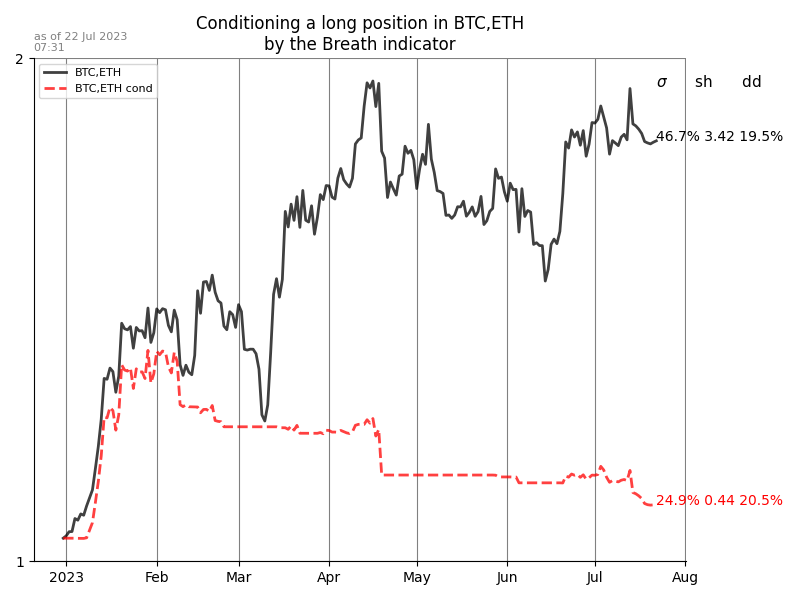 Conditioning a long position in BTC,ETH
by the Breath indicator
as of 22 Jul 2023
07:31
2
BTC,ETH
BTC,ETH cond
σ sh dd
46.7% 3.42 19.5%
24.9% 0.44 20.5%
1
2023 Feb Mar Apr May Jun Jul Aug